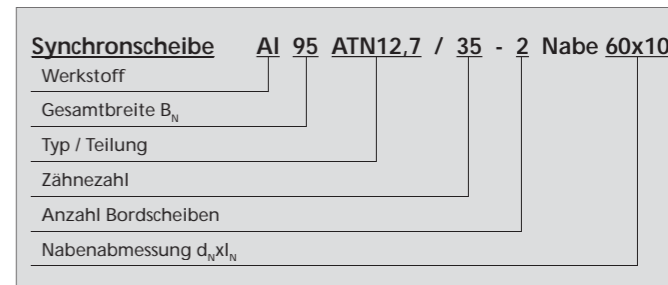 Synchronscheibe Al 95 ATN12,7 / 35 - 2 Nabe 60x10
Werkstoff
Gesamtbreite B_N
Typ / Teilung
Zähnezahl
Anzahl Bordscheiben
Nabenabmessung d_Nxl_N